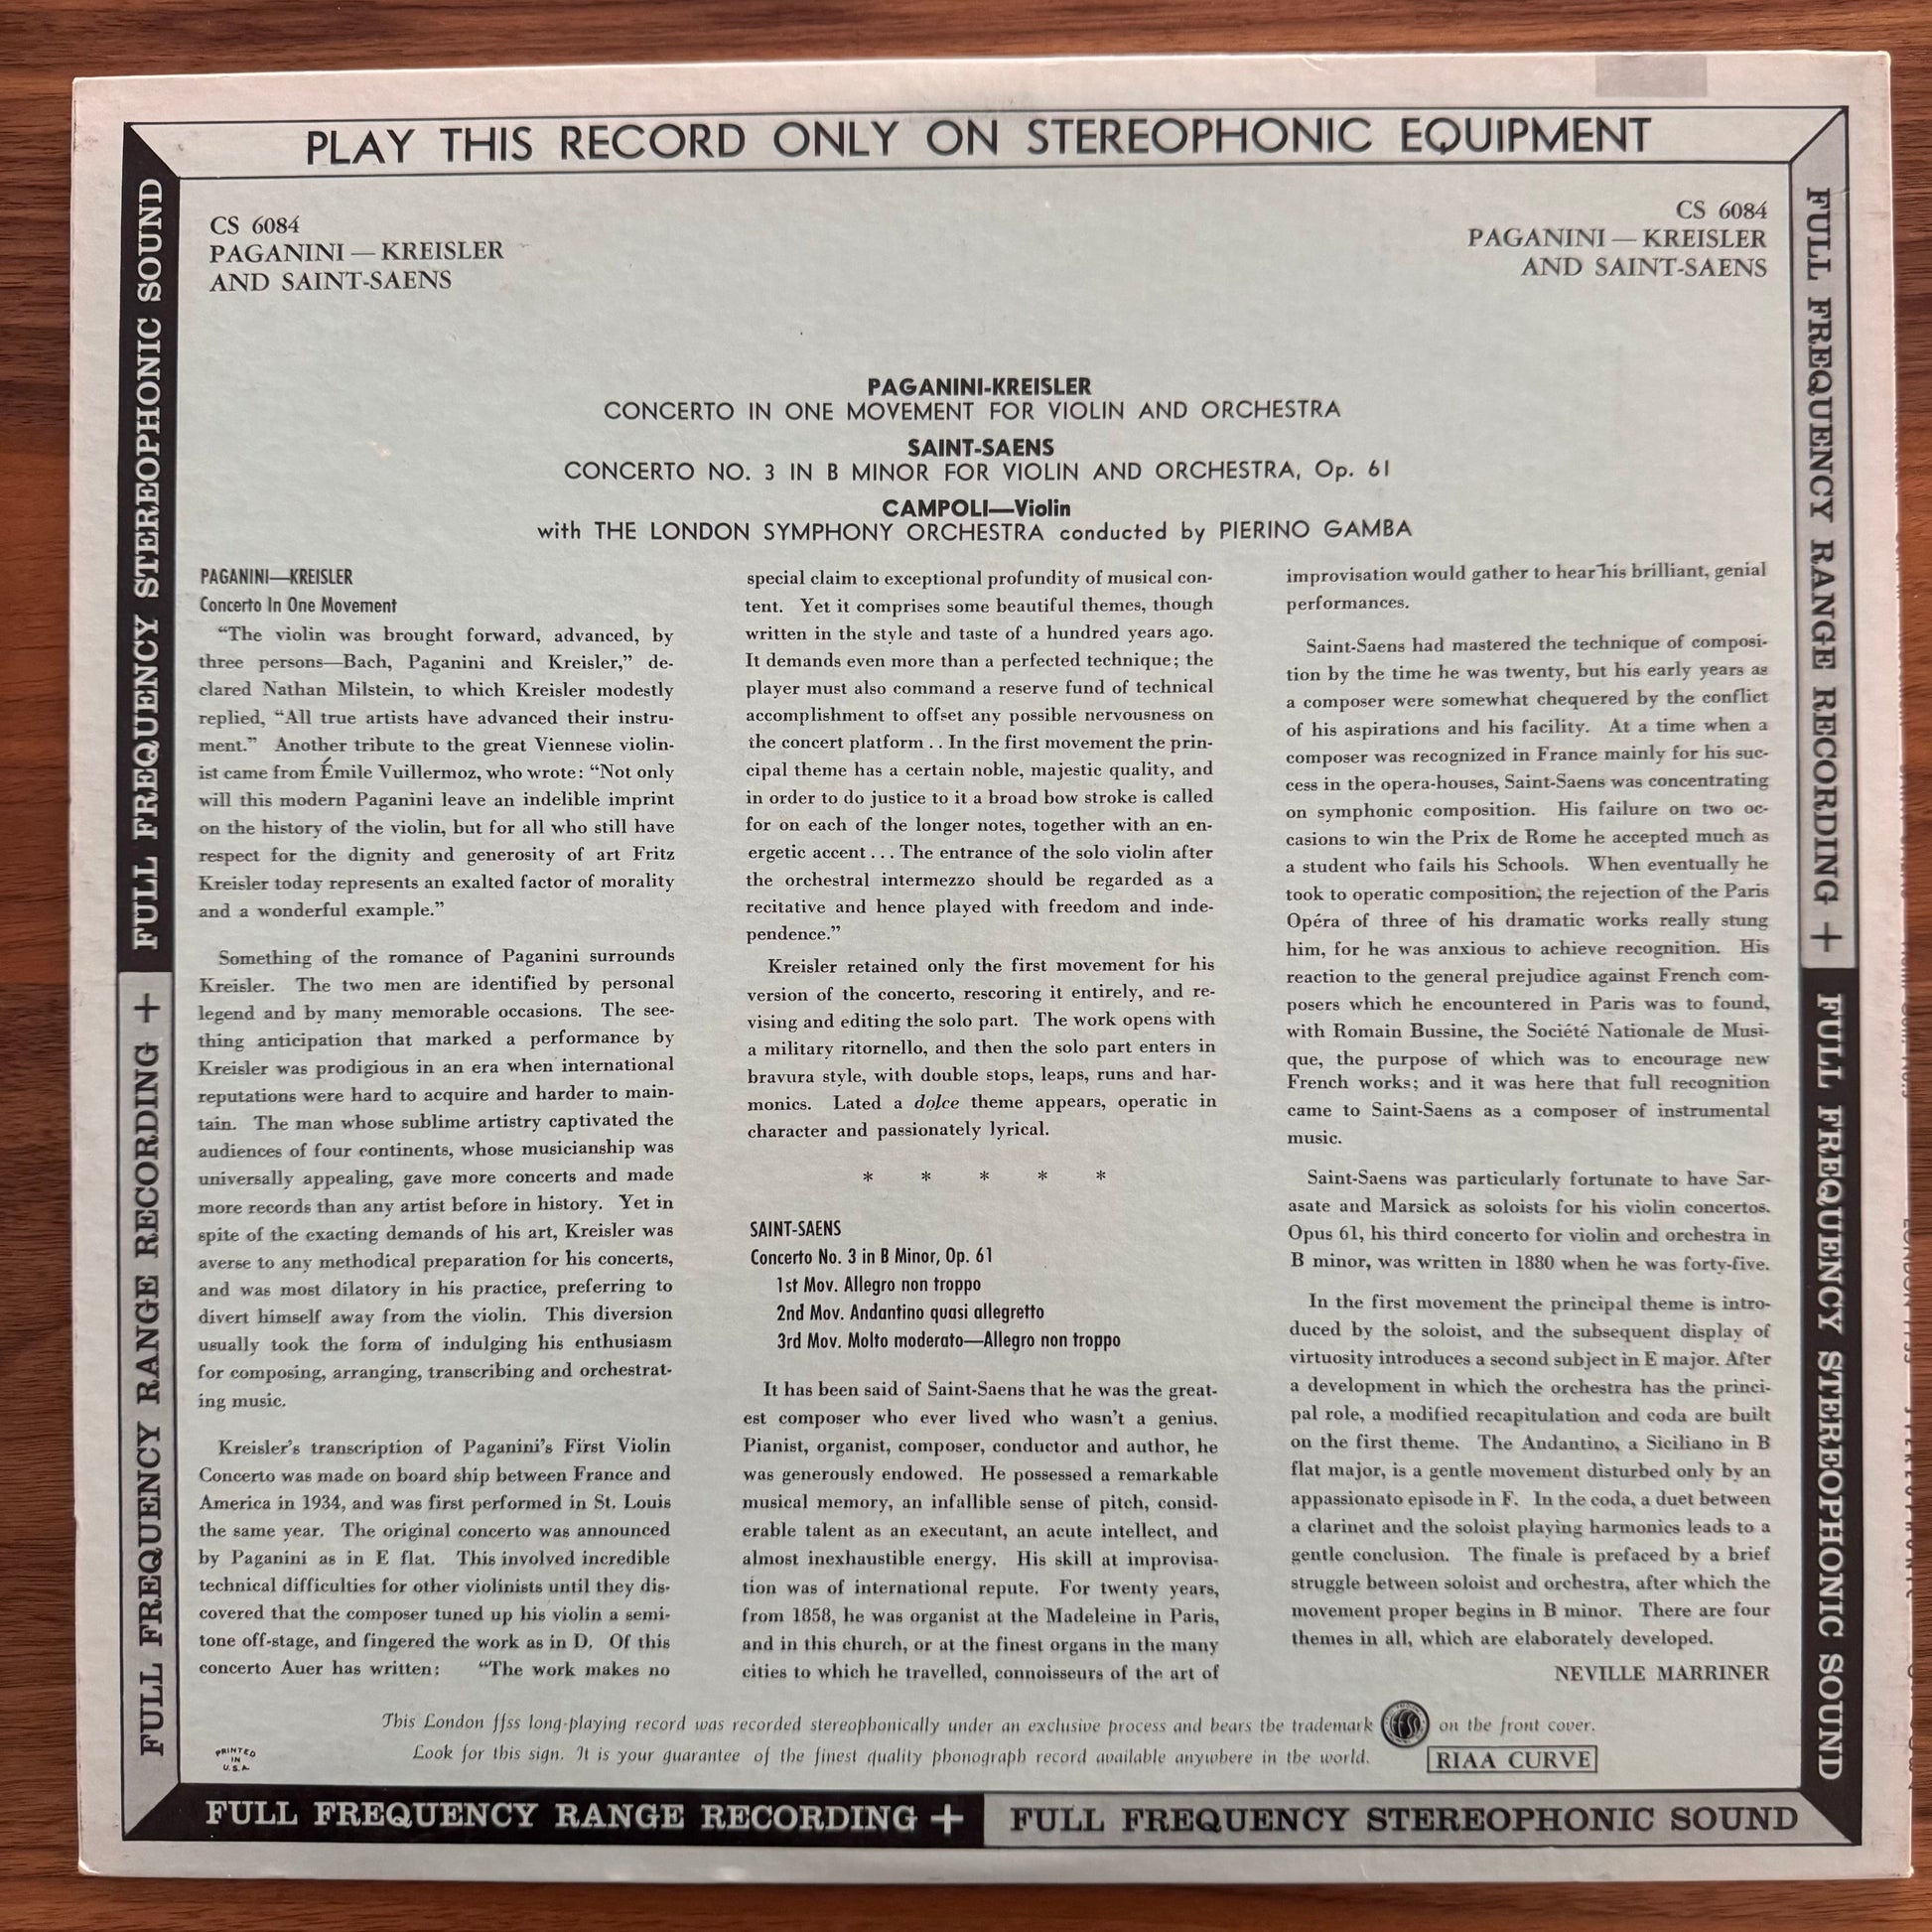 PLAY THIS RECORD ONLY ON STEREOPHONIC EQUIPMENT
FULL FREQUENCY RANGE RECORDING + FULL FREQUENCY STEREOPHONIC SOUND
FULL FREQUENCY RANGE RECORDING + FULL FREQUENCY STEREOPHONIC SOUND
CS 6084
PAGANINI — KREISLER
AND SAINT-SAENS
CS 6084
PAGANINI — KREISLER
AND SAINT-SAENS
PAGANINI-KREISLER
CONCERTO IN ONE MOVEMENT FOR VIOLIN AND ORCHESTRA
SAINT-SAENS
CONCERTO NO. 3 IN B MINOR FOR VIOLIN AND ORCHESTRA, Op. 61
CAMPOLI—Violin
with THE LONDON SYMPHONY ORCHESTRA conducted by PIERINO GAMBA
PAGANINI—KREISLER
Concerto In One Movement
“The violin was brought forward, advanced, by
three persons—Bach, Paganini and Kreisler,” de-
clared Nathan Milstein, to which Kreisler modestly
replied, “All true artists have advanced their instru-
ment.” Another tribute to the great Viennese violin-
ist came from Émile Vuillermoz, who wrote: “Not only
will this modern Paganini leave an indelible imprint
on the history of the violin, but for all who still have
respect for the dignity and generosity of art Fritz
Kreisler today represents an exalted factor of morality
and a wonderful example.”
Something of the romance of Paganini surrounds
Kreisler. The two men are identified by personal
legend and by many memorable occasions. The see-
thing anticipation that marked a performance by
Kreisler was prodigious in an era when international
reputations were hard to acquire and harder to main-
tain. The man whose sublime artistry captivated the
audiences of four continents, whose musicianship was
universally appealing, gave more concerts and made
more records than any artist before in history. Yet in
spite of the exacting demands of his art, Kreisler was
averse to any methodical preparation for his concerts,
and was most dilatory in his practice, preferring to
divert himself away from the violin. This diversion
usually took the form of indulging his enthusiasm
for composing, arranging, transcribing and orchestrat-
ing music.
Kreisler’s transcription of Paganini’s First Violin
Concerto was made on board ship between France and
America in 1934, and was first performed in St. Louis
the same year. The original concerto was announced
by Paganini as in E flat. This involved incredible
technical difficulties for other violinists until they dis-
covered that the composer tuned up his violin a semi-
tone off-stage, and fingered the work as in D. Of this
concerto Auer has written: “The work makes no
special claim to exceptional profundity of musical con-
tent. Yet it comprises some beautiful themes, though
written in the style and taste of a hundred years ago.
It demands even more than a perfected technique; the
player must also command a reserve fund of technical
accomplishment to offset any possible nervousness on
the concert platform . . In the first movement the prin-
cipal theme has a certain noble, majestic quality, and
in order to do justice to it a broad bow stroke is called
for on each of the longer notes, together with an en-
ergetic accent . . . The entrance of the solo violin after
the orchestral intermezzo should be regarded as a
recitative and hence played with freedom and inde-
pendence.”
Kreisler retained only the first movement for his
version of the concerto, rescoring it entirely, and re-
vising and editing the solo part. The work opens with
a military ritornello, and then the solo part enters in
bravura style, with double stops, leaps, runs and har-
monics. Lated a dolce theme appears, operatic in
character and passionately lyrical.
* * * * *
SAINT-SAENS
Concerto No. 3 in B Minor, Op. 61
1st Mov. Allegro non troppo
2nd Mov. Andantino quasi allegretto
3rd Mov. Molto moderato—Allegro non troppo
It has been said of Saint-Saens that he was the great-
est composer who ever lived who wasn’t a genius.
Pianist, organist, composer, conductor and author, he
was generously endowed. He possessed a remarkable
musical memory, an infallible sense of pitch, consid-
erable talent as an executant, an acute intellect, and
almost inexhaustible energy. His skill at improvisa-
tion was of international repute. For twenty years,
from 1858, he was organist at the Madeleine in Paris,
and in this church, or at the finest organs in the many
cities to which he travelled, connoisseurs of the art of
improvisation would gather to hear his brilliant, genial
performances.
Saint-Saens had mastered the technique of composi-
tion by the time he was twenty, but his early years as
a composer were somewhat chequered by the conflict
of his aspirations and his facility. At a time when a
composer was recognized in France mainly for his suc-
cess in the opera-houses, Saint-Saens was concentrating
on symphonic composition. His failure on two oc-
casions to win the Prix de Rome he accepted much as
a student who fails his Schools. When eventually he
took to operatic composition, the rejection of the Paris
Opéra of three of his dramatic works really stung
him, for he was anxious to achieve recognition. His
reaction to the general prejudice against French com-
posers which he encountered in Paris was to found,
with Romain Bussine, the Société Nationale de Musi-
que, the purpose of which was to encourage new
French works; and it was here that full recognition
came to Saint-Saens as a composer of instrumental
music.
Saint-Saens was particularly fortunate to have Sar-
asate and Marsick as soloists for his violin concertos.
Opus 61, his third concerto for violin and orchestra in
B minor, was written in 1880 when he was forty-five.
In the first movement the principal theme is intro-
duced by the soloist, and the subsequent display of
virtuosity introduces a second subject in E major. After
a development in which the orchestra has the princi-
pal role, a modified recapitulation and coda are built
on the first theme. The Andantino, a Siciliano in B
flat major, is a gentle movement disturbed only by an
appassionato episode in F. In the coda, a duet between
a clarinet and the soloist playing harmonics leads to a
gentle conclusion. The finale is prefaced by a brief
struggle between soloist and orchestra, after which the
movement proper begins in B minor. There are four
themes in all, which are elaborately developed.
NEVILLE MARRINER
This London ffss long-playing record was recorded stereophonically under an exclusive process and bears the trademark ffss on the front cover.
Look for this sign. It is your guarantee of the finest quality phonograph record available anywhere in the world.
RIAA CURVE
PRINTED
IN
U.S.A.
FULL FREQUENCY RANGE RECORDING + FULL FREQUENCY STEREOPHONIC SOUND